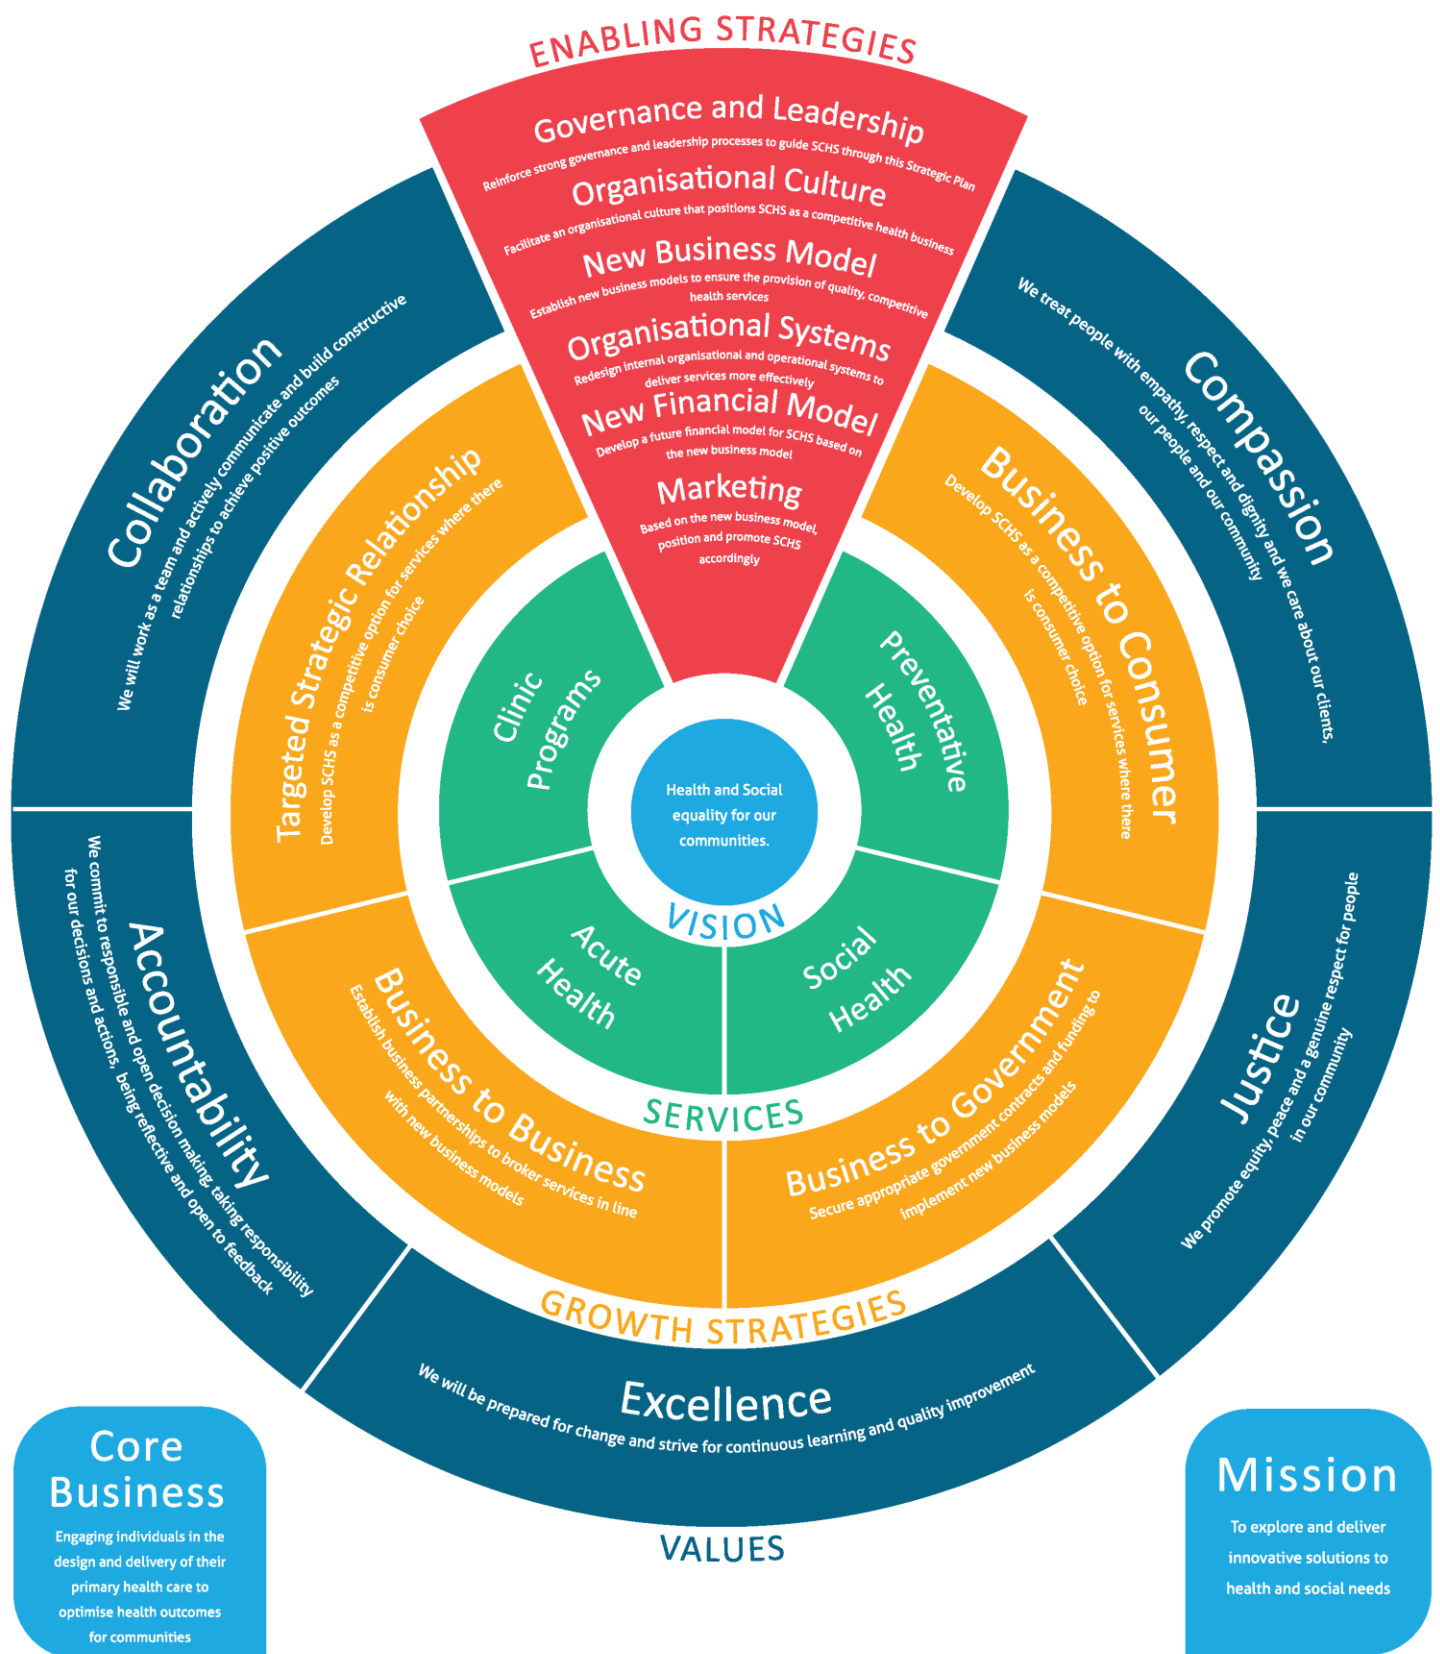 ENABLING STRATEGIES
Governance and Leadership
Reinforce strong governance and leadership processes to guide SCHS through this Strategic Plan
Organisational Culture
Facilitate an organisational culture that positions SCHS as a competitive health business
New Business Model
Establish new business models to ensure the provision of quality, competitive
health services
Organisational Systems
Redesign internal organisational and operational systems to
deliver services more effectively
New Financial Model
Develop a future financial model for SCHS based on
the new business model
Marketing
Based on the new business model,
position and promote SCHS
accordingly
Collaboration
We will work as a team and actively communicate and build constructive
relationships to achieve positive outcomes
Compassion
We treat people with empathy, respect and dignity and we care about our clients,
our people and our community
Targeted Strategic Relationship
Develop SCHS as a competitive option for services where there
is consumer choice
Business to Consumer
Develop SCHS as a competitive option for services where there
is consumer choice
Clinic
Programs
Preventative
Health
Health and Social
equality for our
communities.
VISION
Acute
Health
Social
Health
SERVICES
Business to Business
Establish business partnerships to broker services in line
with new business models
Business to Government
Secure appropriate government contracts and funding to
implement new business models
GROWTH STRATEGIES
Accountability
We commit to responsible and open decision making, taking responsibility
for our decisions and actions, being reflective and open to feedback
Justice
We promote equity, peace and a genuine respect for people
in our community
Excellence
We will be prepared for change and strive for continuous learning and quality improvement
VALUES
Core
Business
Engaging individuals in the
design and delivery of their
primary health care to
optimise health outcomes
for communities
Mission
To explore and deliver
innovative solutions to
health and social needs